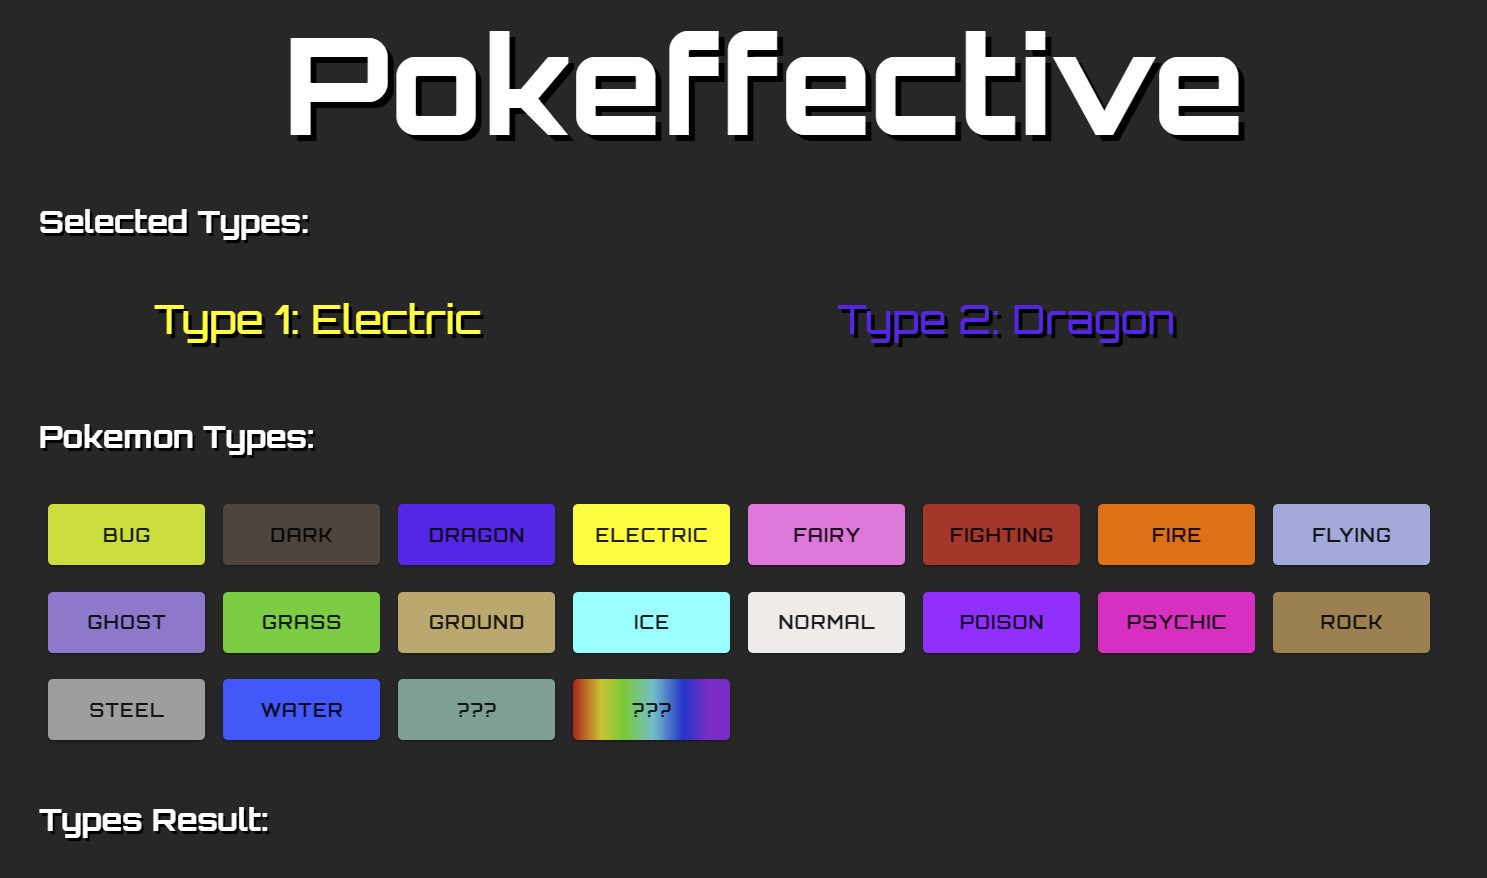 Pokeffective
Selected Types:
Type 1: Electric Type 2: Dragon
Pokemon Types:
BUG DARK DRAGON ELECTRIC FAIRY FIGHTING FIRE FLYING
GHOST GRASS GROUND ICE NORMAL POISON PSYCHIC ROCK
STEEL WATER ??? ???
Types Result: